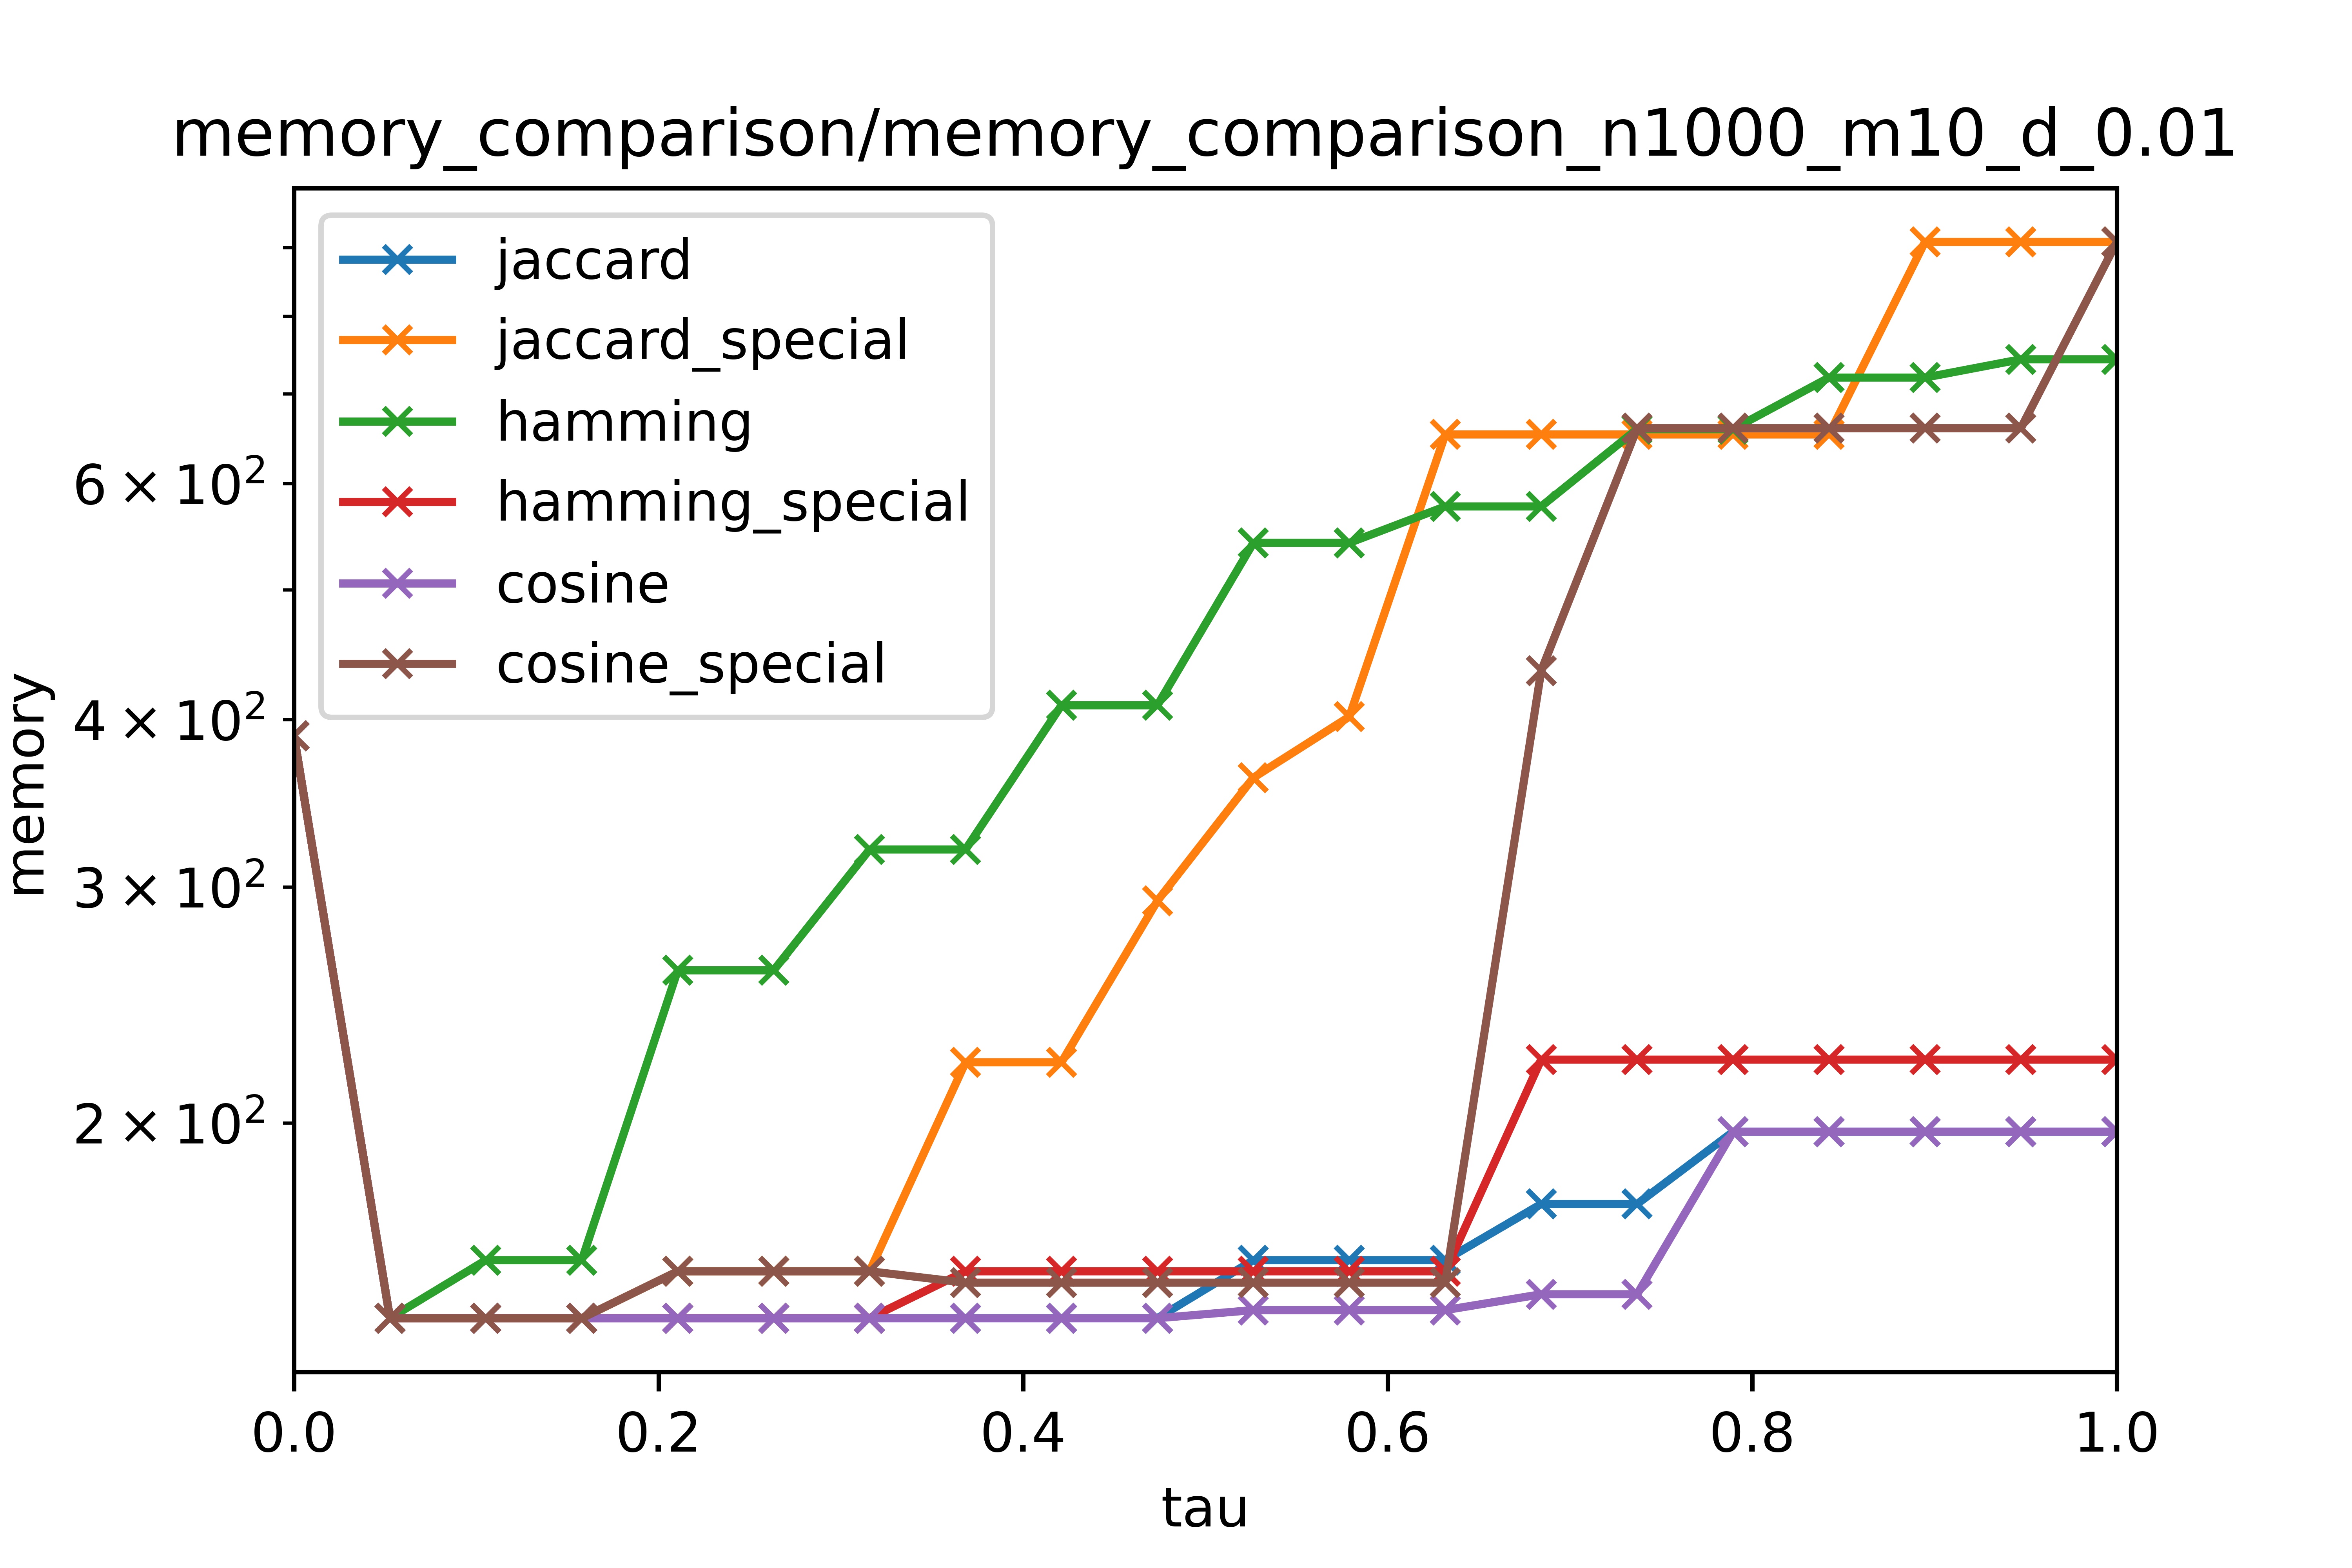 memory_comparison/memory_comparison_n1000_m10_d_0.01
jaccard
jaccard_special
hamming
hamming_special
cosine
cosine_special
6 × 10²
4 × 10²
3 × 10²
2 × 10²
memory
0.0 0.2 0.4 0.6 0.8 1.0
tau